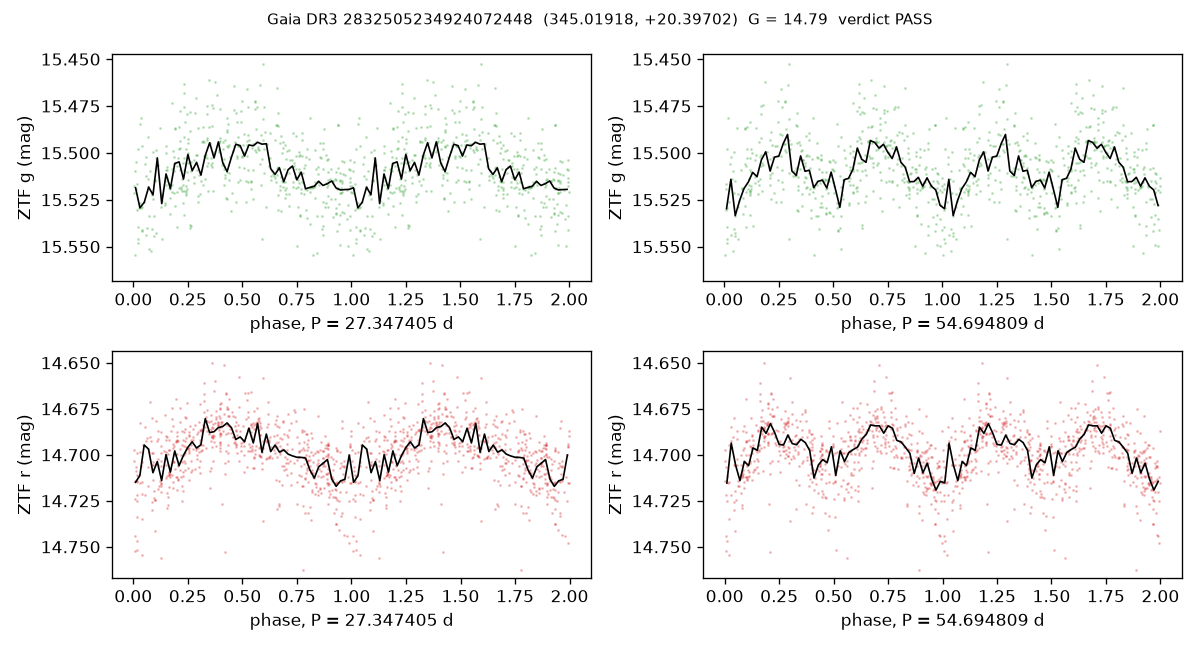 Gaia DR3 2832505234924072448  (345.01918, +20.39702)  G = 14.79  verdict PASS
ZTF g (mag)
15.450
15.475
15.500
15.525
15.550
0.00 0.25 0.50 0.75 1.00 1.25 1.50 1.75 2.00
phase, P = 27.347405 d
ZTF g (mag)
15.450
15.475
15.500
15.525
15.550
0.00 0.25 0.50 0.75 1.00 1.25 1.50 1.75 2.00
phase, P = 54.694809 d
ZTF r (mag)
14.650
14.675
14.700
14.725
14.750
0.00 0.25 0.50 0.75 1.00 1.25 1.50 1.75 2.00
phase, P = 27.347405 d
ZTF r (mag)
14.650
14.675
14.700
14.725
14.750
0.00 0.25 0.50 0.75 1.00 1.25 1.50 1.75 2.00
phase, P = 54.694809 d